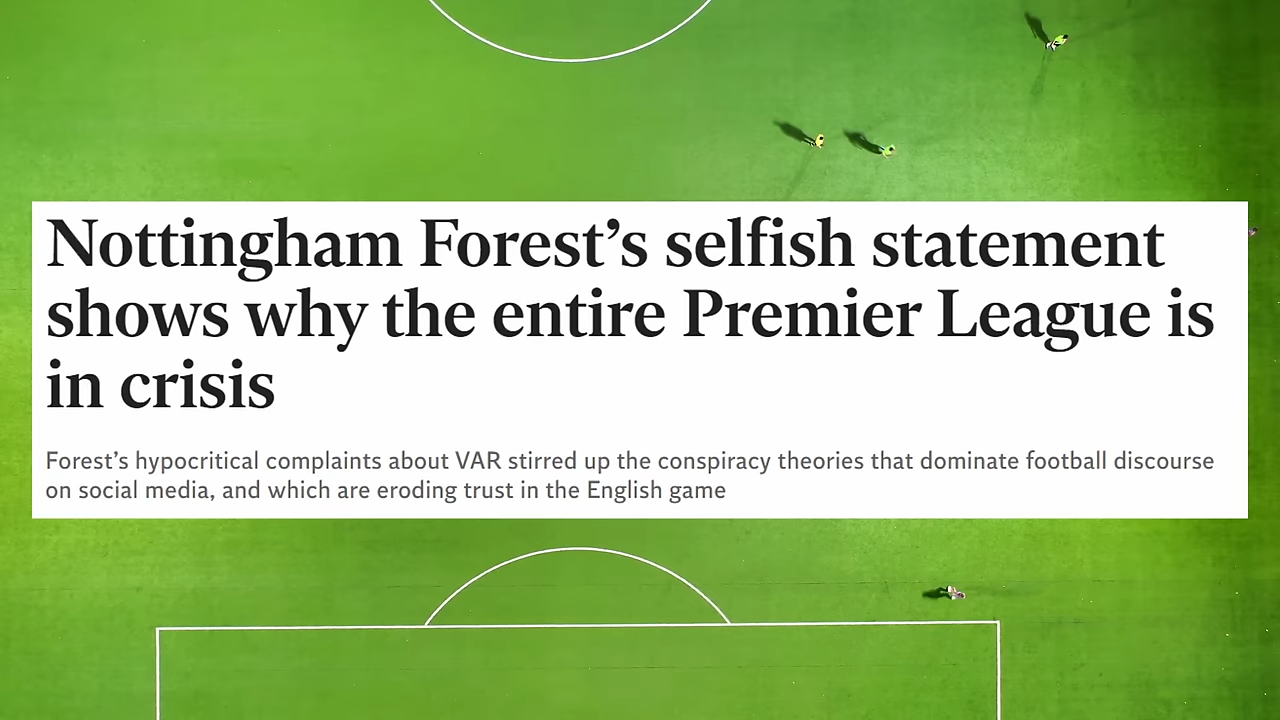 Nottingham Forest’s selfish statement
shows why the entire Premier League is
in crisis
Forest’s hypocritical complaints about VAR stirred up the conspiracy theories that dominate football discourse
on social media, and which are eroding trust in the English game